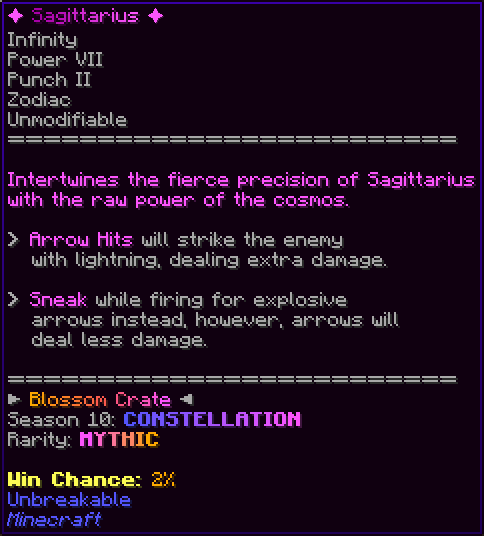 ✦ Sagittarius ✦
Infinity
Power VII
Punch II
Zodiac
Unmodifiable
============================
Intertwines the fierce precision of Sagittarius
with the raw power of the cosmos.
> Arrow Hits will strike the enemy
with lightning, dealing extra damage.
> Sneak while firing for explosive
arrows instead, however, arrows will
deal less damage.
============================
► Blossom Crate ◄
Season 10: CONSTELLATION
Rarity: MYTHIC
Win Chance: 2%
Unbreakable
Minecraft